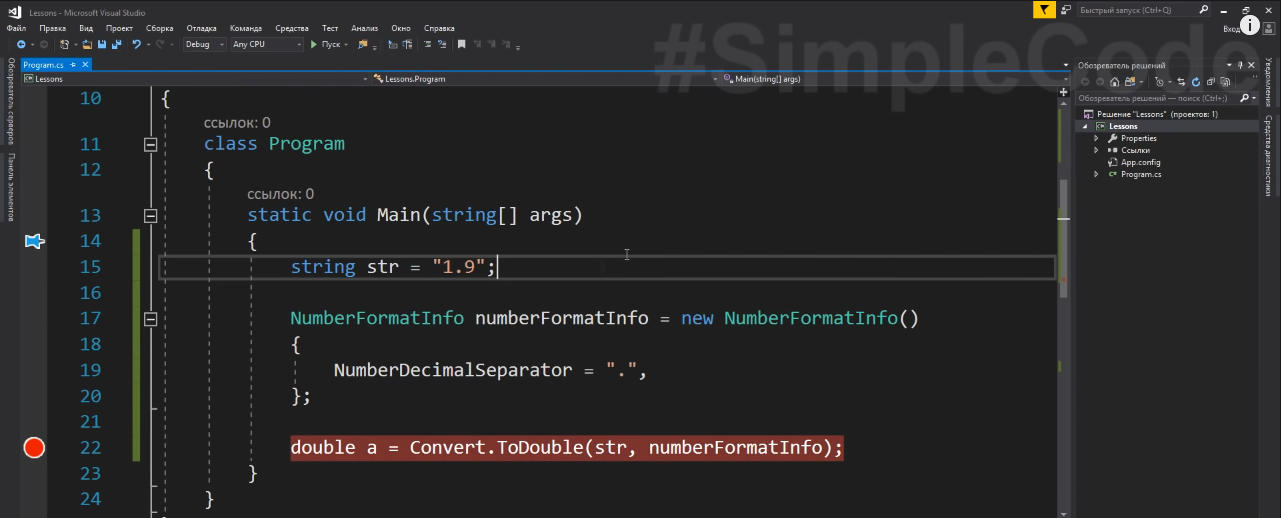 Lessons - Microsoft Visual Studio
Быстрый запуск (Ctrl+Q)
Файл Правка Вид Проект Сборка Отладка Команда Средства Тест Анализ Окно Справка
Вход
Debug Any CPU Пуск
#SimpleCode
Program.cs
Lessons Lessons.Program Main(string[] args)
10 {
ссылок: 0
11 class Program
12 {
ссылок: 0
13 static void Main(string[] args)
14 {
15 string str = "1.9";
16
17 NumberFormatInfo numberFormatInfo = new NumberFormatInfo()
18 {
19 NumberDecimalSeparator = ".",
20 };
21
22 double a = Convert.ToDouble(str, numberFormatInfo);
23 }
24 }
Обозреватель серверов
Панель элементов
Обозреватель решений
Обозреватель решений — поиск (Ctrl+;)
Решение "Lessons" (проектов: 1)
Lessons
Properties
Ссылки
App.config
Program.cs
Уведомления
Средства диагностики